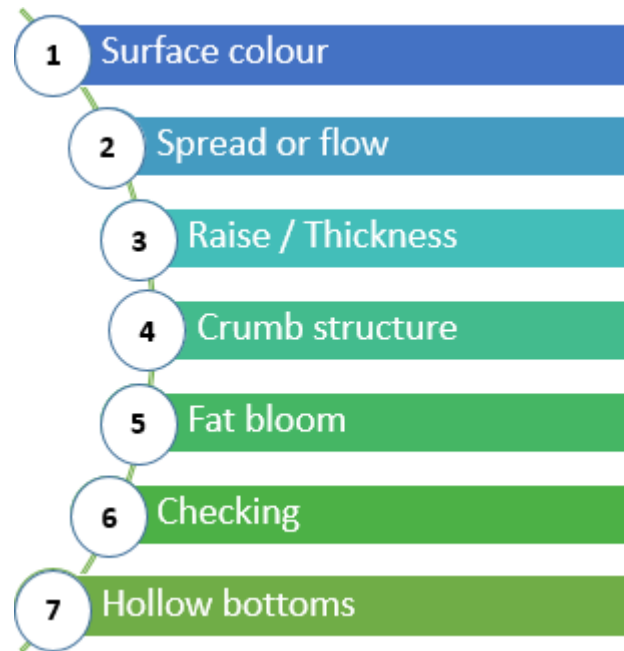 1 Surface colour
2 Spread or flow
3 Raise / Thickness
4 Crumb structure
5 Fat bloom
6 Checking
7 Hollow bottoms